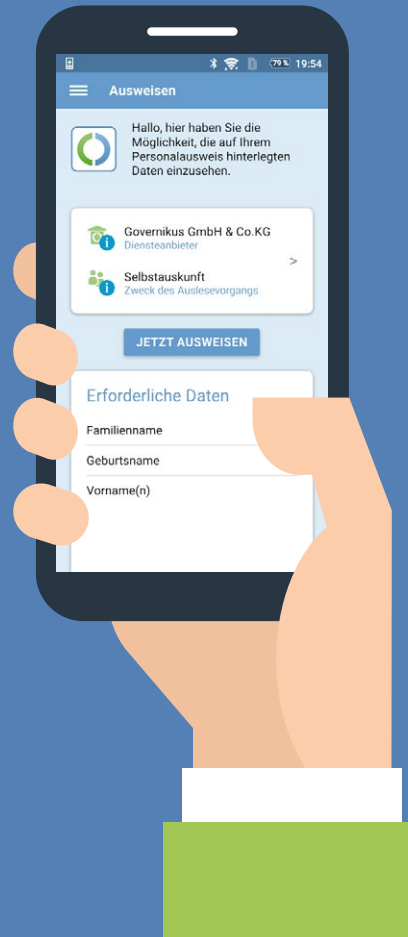 79% 19:54
Ausweisen
Hallo, hier haben Sie die
Möglichkeit, die auf Ihrem
Personalausweis hinterlegten
Daten einzusehen.
Governikus GmbH & Co.KG
Diensteanbieter
>
Selbstauskunft
Zweck des Auslesevorgangs
JETZT AUSWEISEN
Erforderliche Daten
Familienname
Geburtsname
Vorname(n)